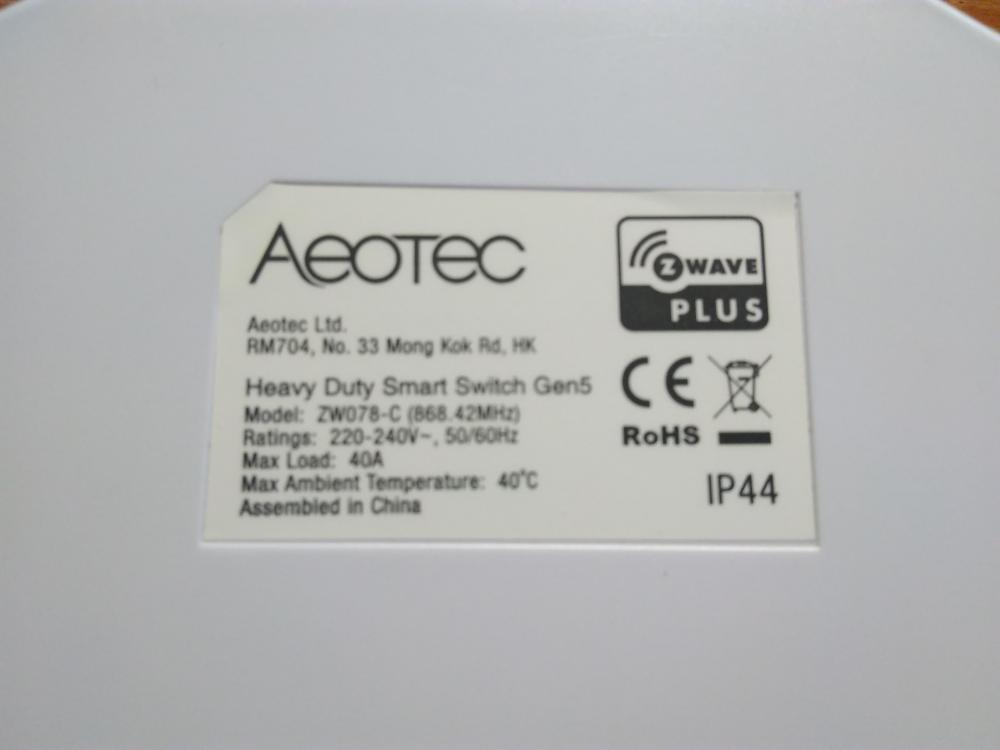 AEOTEC
Aeotec Ltd.
RM704, No. 33 Mong Kok Rd, HK
Heavy Duty Smart Switch Gen5
Model: ZW078-C (868.42MHz)
Ratings: 220-240V~, 50/60Hz
Max Load: 40A
Max Ambient Temperature: 40°C
Assembled in China
Z WAVE
PLUS
CE
RoHS
IP44